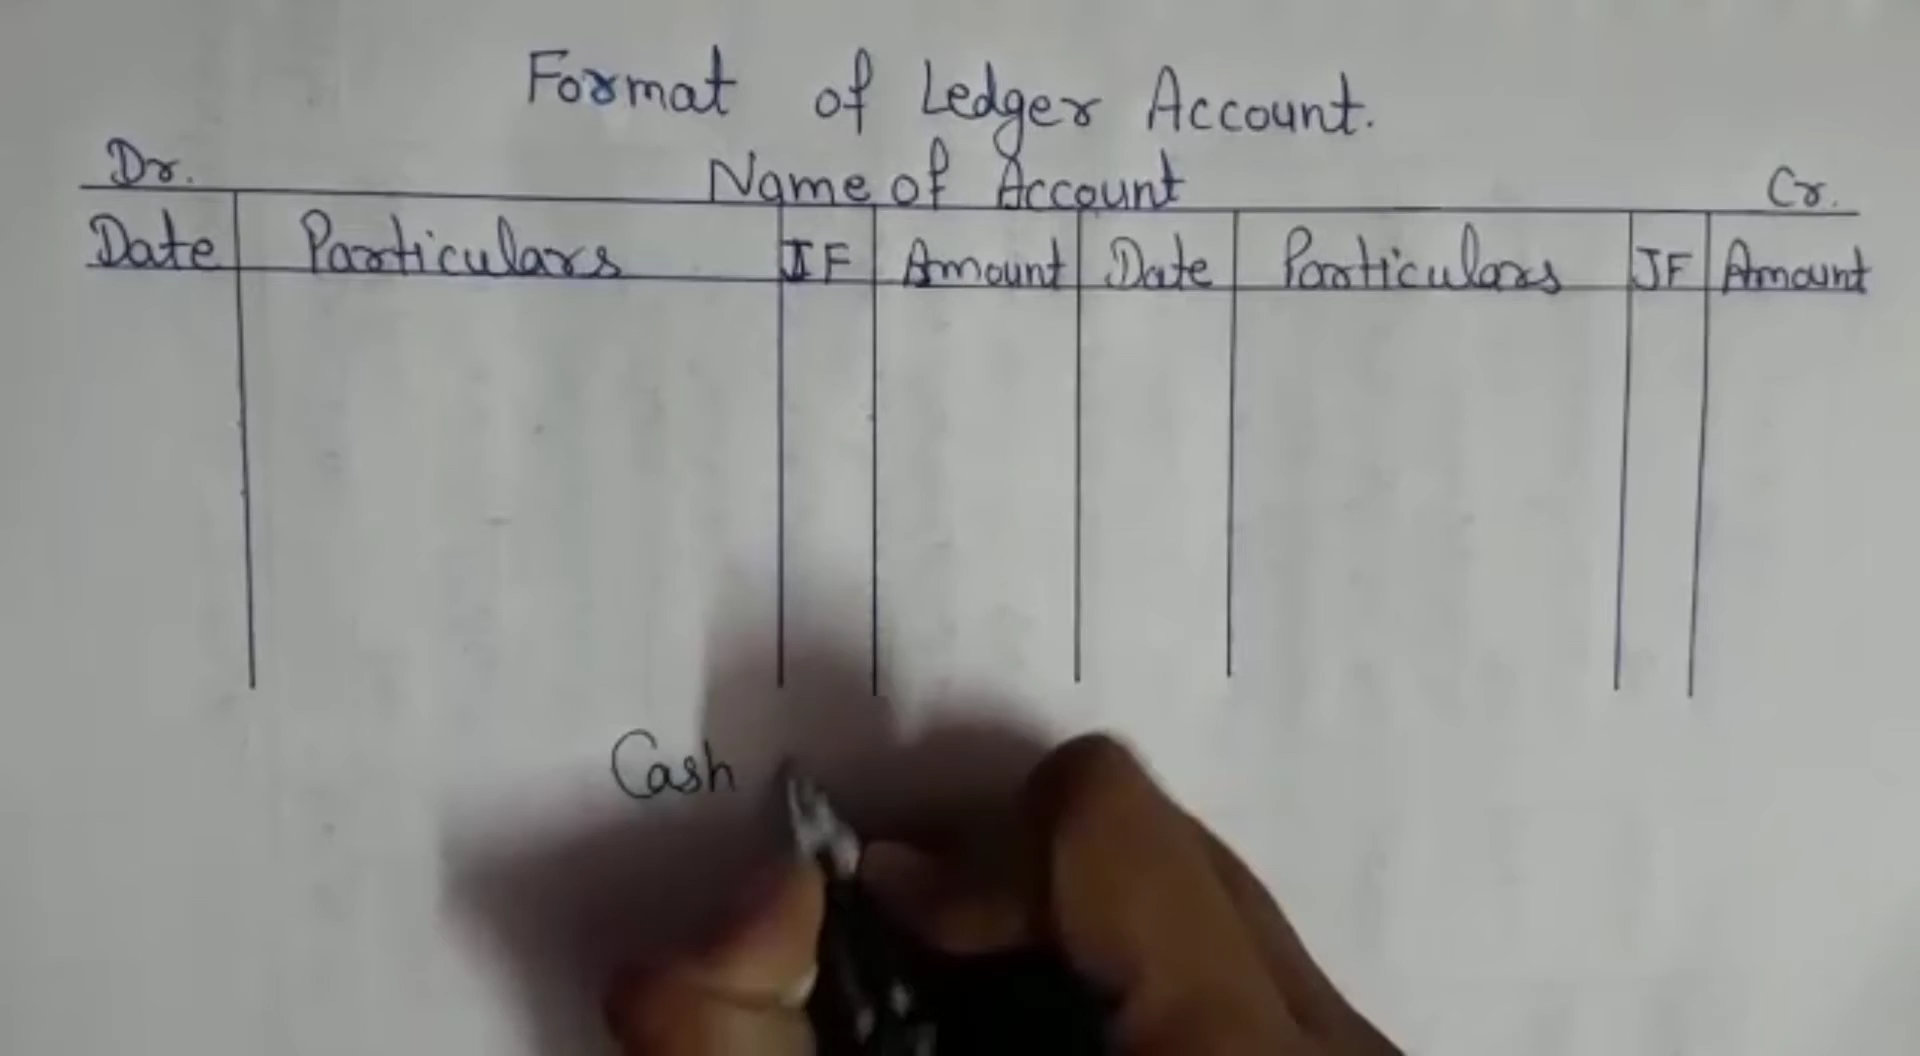 Format of Ledger Account.
Dr. Name of Account Cr.
Date Particulars JF Amount Date Particulars JF Amount
Cash